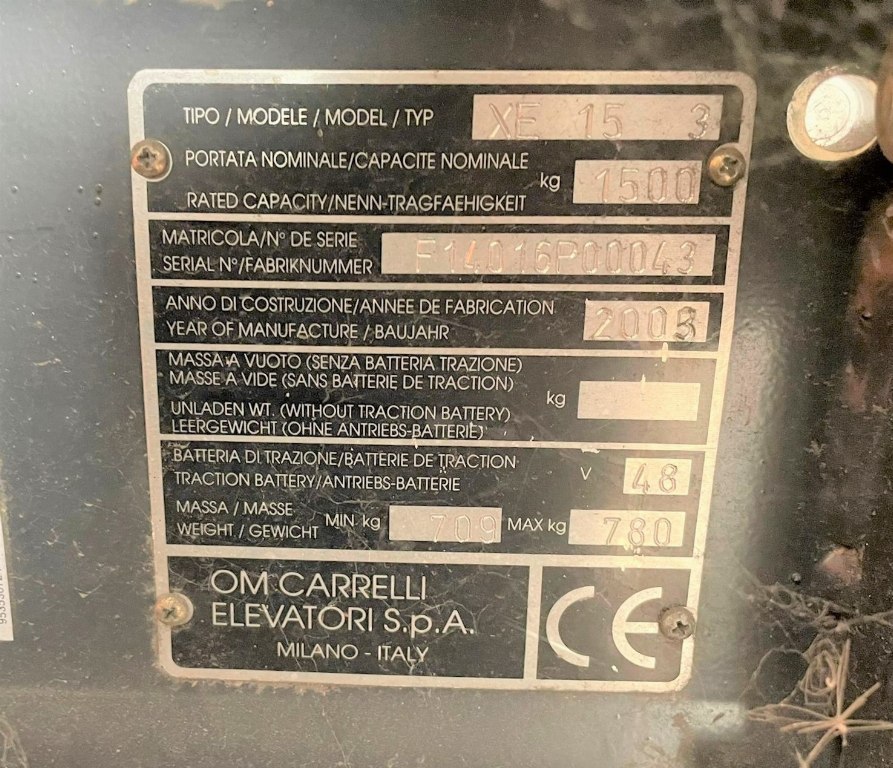 TIPO / MODELE / MODEL / TYP XE 15 3
PORTATA NOMINALE/CAPACITE NOMINALE
kg 1500
RATED CAPACITY/NENN-TRAGFAEHIGKEIT
MATRICOLA/N° DE SERIE
SERIAL N°/FABRIKNUMMER F14016P00043
ANNO DI COSTRUZIONE/ANNEE DE FABRICATION
YEAR OF MANUFACTURE / BAUJAHR 2003
MASSA A VUOTO (SENZA BATTERIA TRAZIONE)
MASSE A VIDE (SANS BATTERIE DE TRACTION)
kg
UNLADEN WT. (WITHOUT TRACTION BATTERY)
LEERGEWICHT (OHNE ANTRIEBS-BATTERIE)
BATTERIA DI TRAZIONE/BATTERIE DE TRACTION
TRACTION BATTERY/ANTRIEBS-BATTERIE V 48
MASSA / MASSE
WEIGHT / GEWICHT MIN kg 709 MAX kg 780
OM CARRELLI
ELEVATORI S.p.A.
MILANO - ITALY
CE